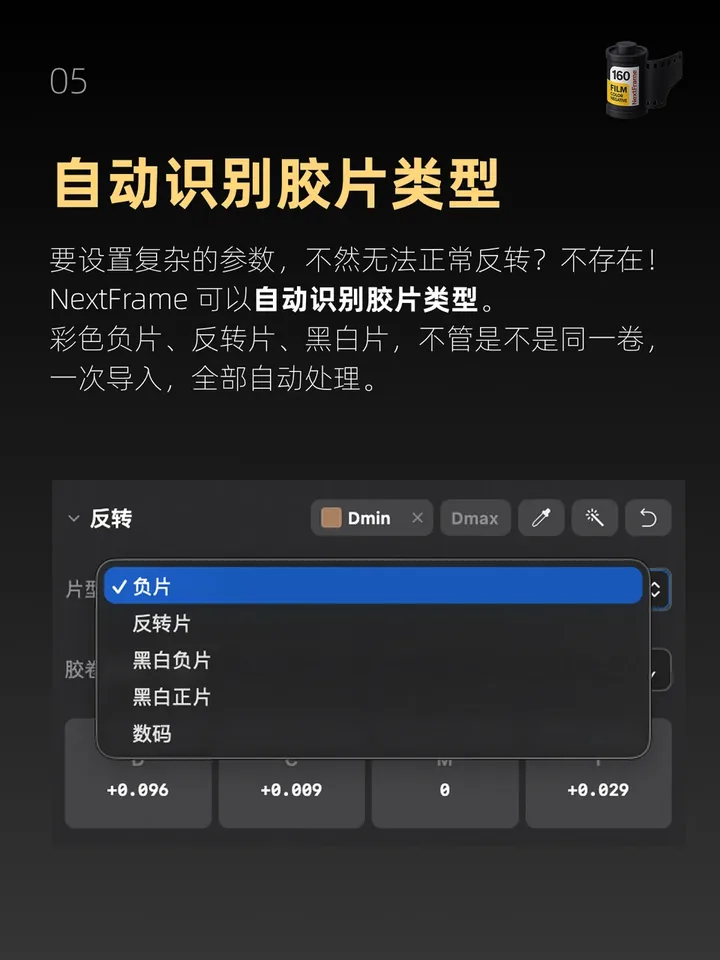 05
160
FILM
COLOR
NEGATIVE
NextFrame
自动识别胶片类型
要设置复杂的参数，不然无法正常反转？不存在！
NextFrame 可以自动识别胶片类型。
彩色负片、反转片、黑白片，不管是不是同一卷，
一次导入，全部自动处理。
反转
Dmin ×
Dmax
片型
✓ 负片
反转片
黑白负片
黑白正片
数码
胶卷
D C M Y
+0.096 +0.009 0 +0.029